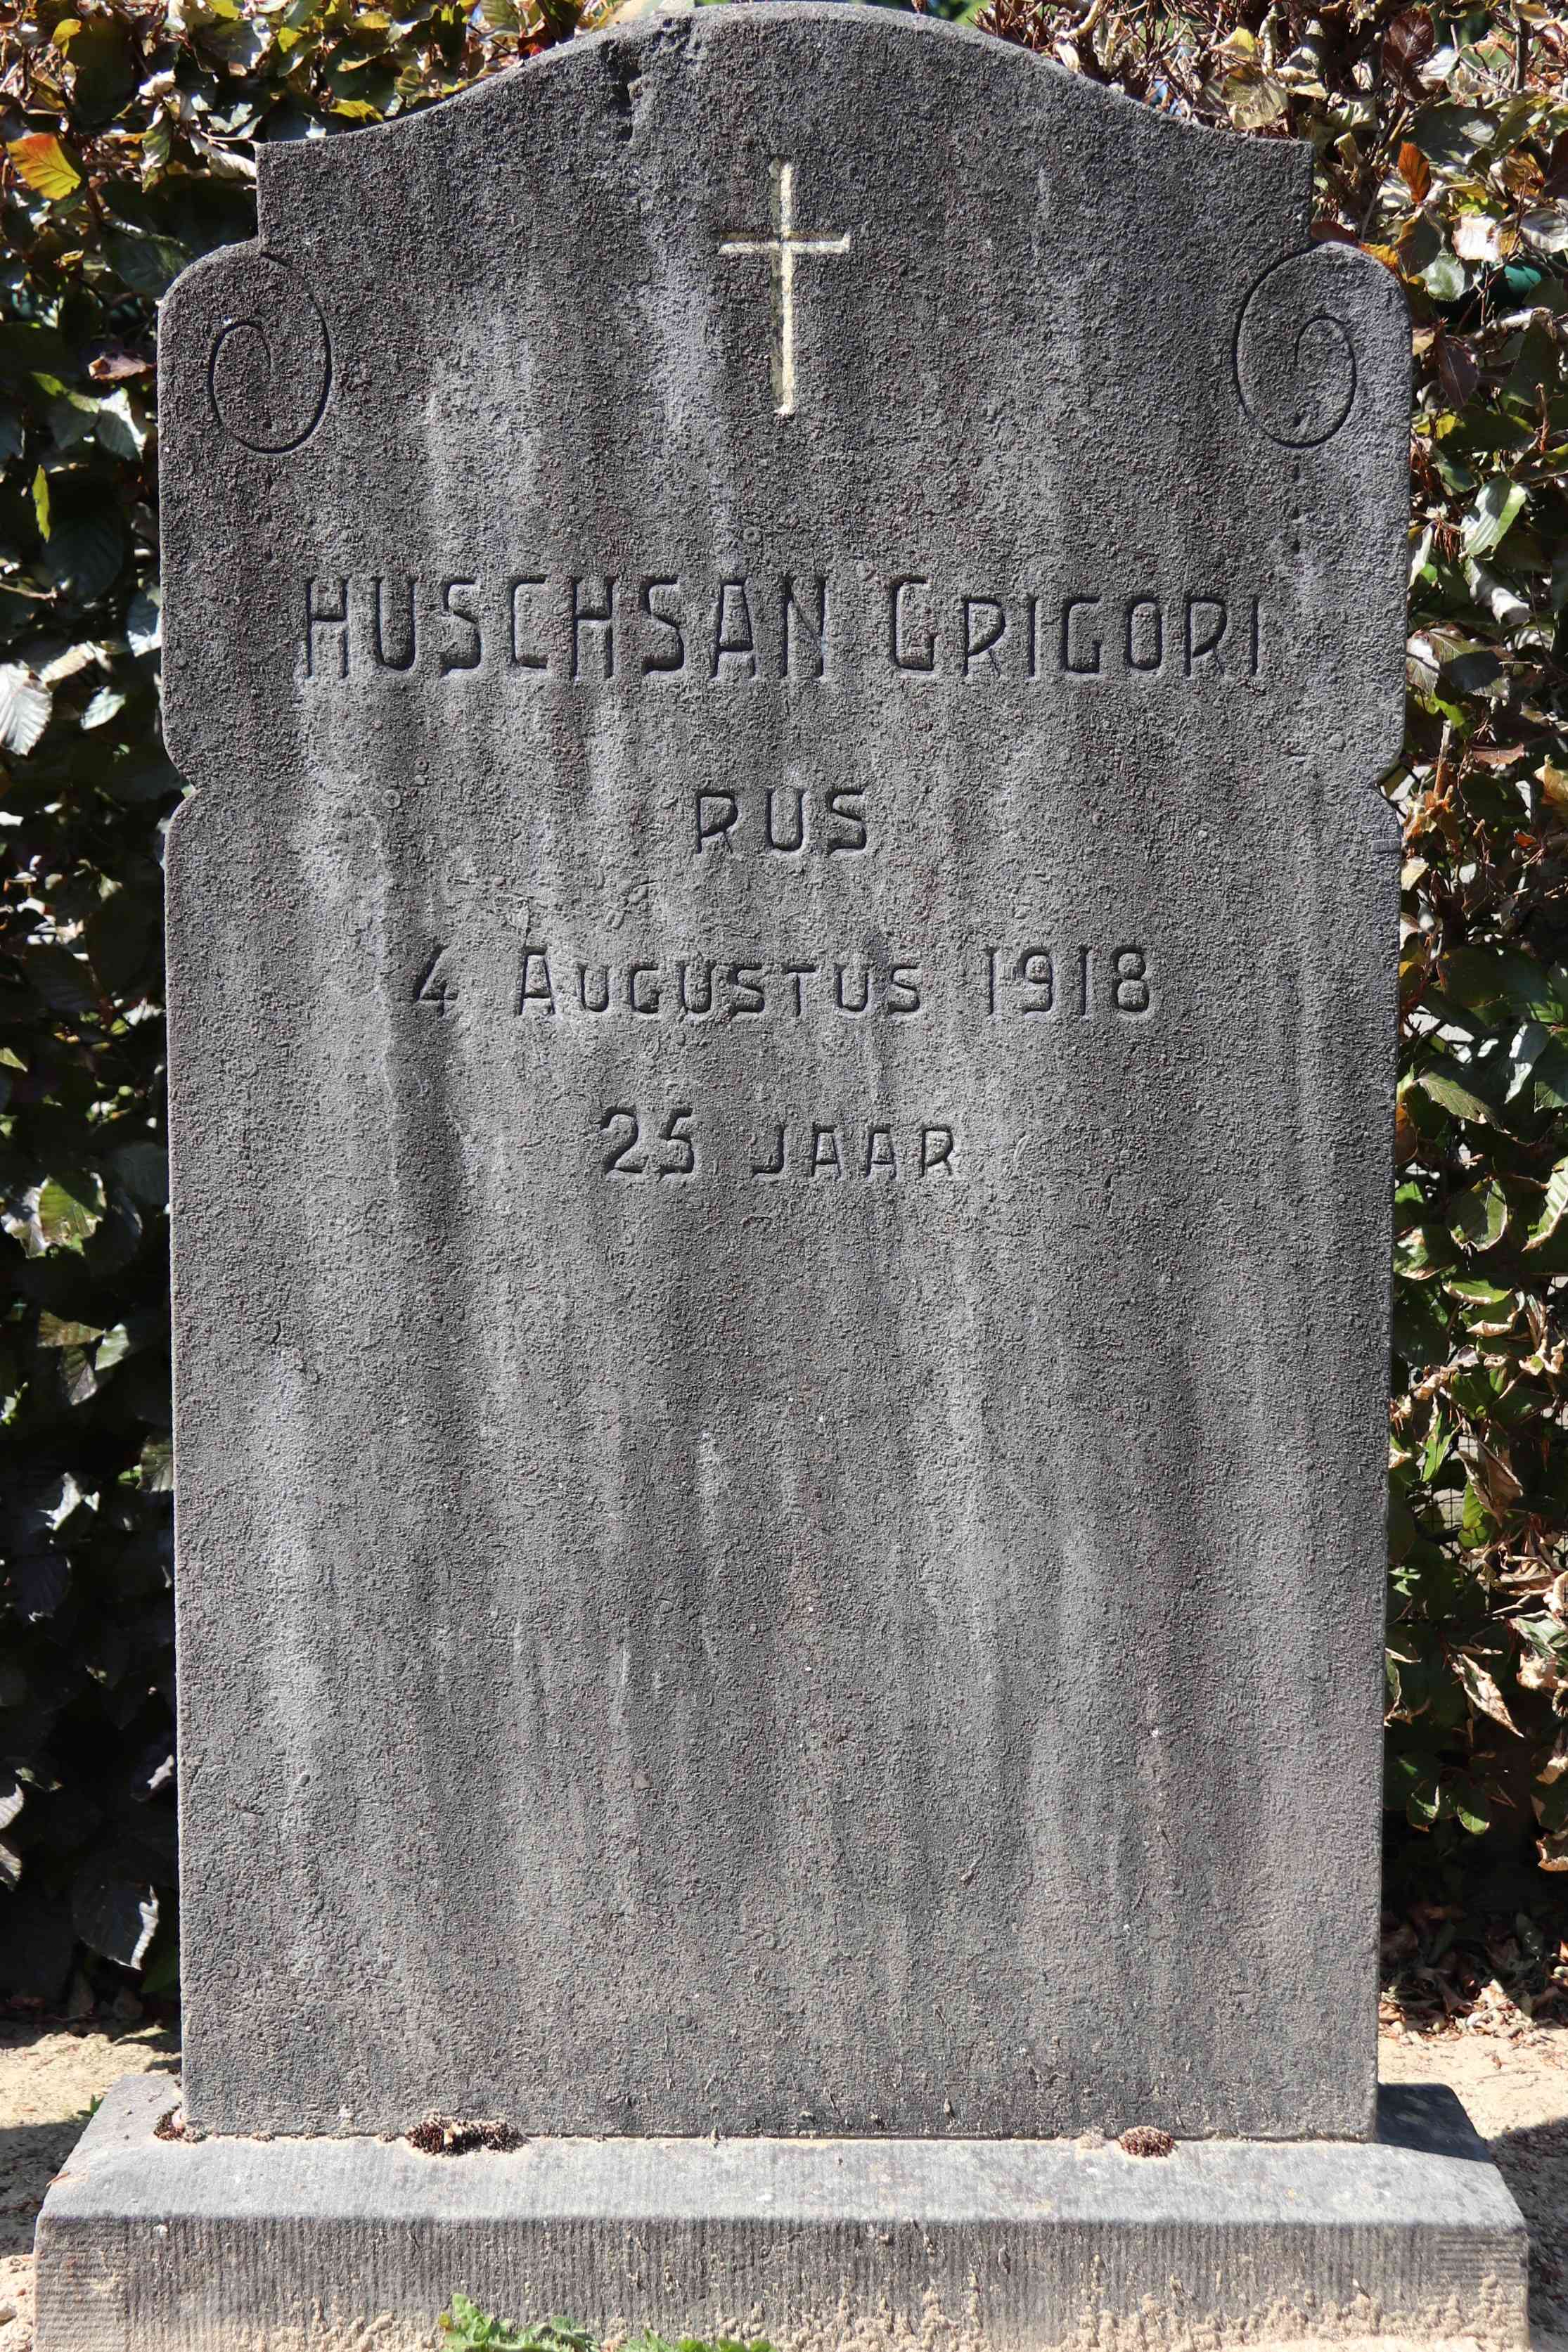 HUSCHSAN GRIGORI
RUS
4 AUGUSTUS 1918
25 JAAR